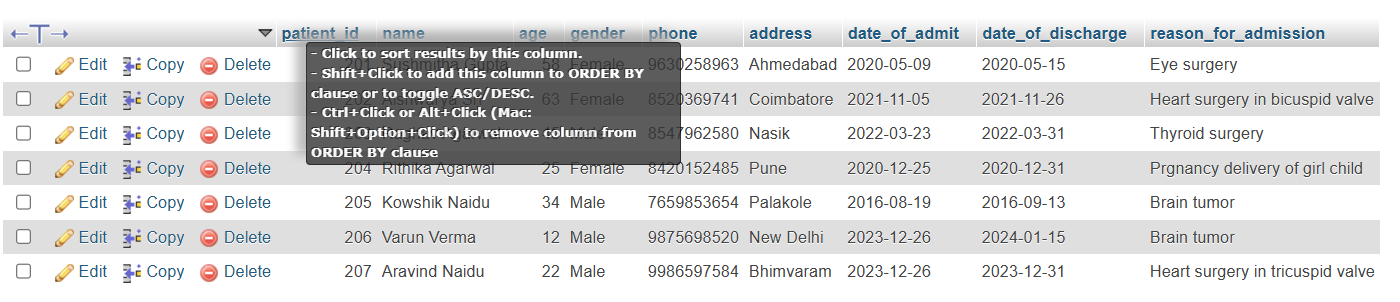 patient_id name age gender phone address date_of_admit date_of_discharge reason_for_admission
- Click to sort results by this column.
- Shift+Click to add this column to ORDER BY
clause or to toggle ASC/DESC.
- Ctrl+Click or Alt+Click (Mac:
Shift+Option+Click) to remove column from
ORDER BY clause
Edit Copy Delete 201 Sushmitha Gupta 58 Female 9630258963 Ahmedabad 2020-05-09 2020-05-15 Eye surgery
Edit Copy Delete 202 63 Female 8520369741 Coimbatore 2021-11-05 2021-11-26 Heart surgery in bicuspid valve
Edit Copy Delete 8547962580 Nasik 2022-03-23 2022-03-31 Thyroid surgery
Edit Copy Delete 204 Rithika Agarwal 25 Female 8420152485 Pune 2020-12-25 2020-12-31 Prgnancy delivery of girl child
Edit Copy Delete 205 Kowshik Naidu 34 Male 7659853654 Palakole 2016-08-19 2016-09-13 Brain tumor
Edit Copy Delete 206 Varun Verma 12 Male 9875698520 New Delhi 2023-12-26 2024-01-15 Brain tumor
Edit Copy Delete 207 Aravind Naidu 22 Male 9986597584 Bhimvaram 2023-12-26 2023-12-31 Heart surgery in tricuspid valve